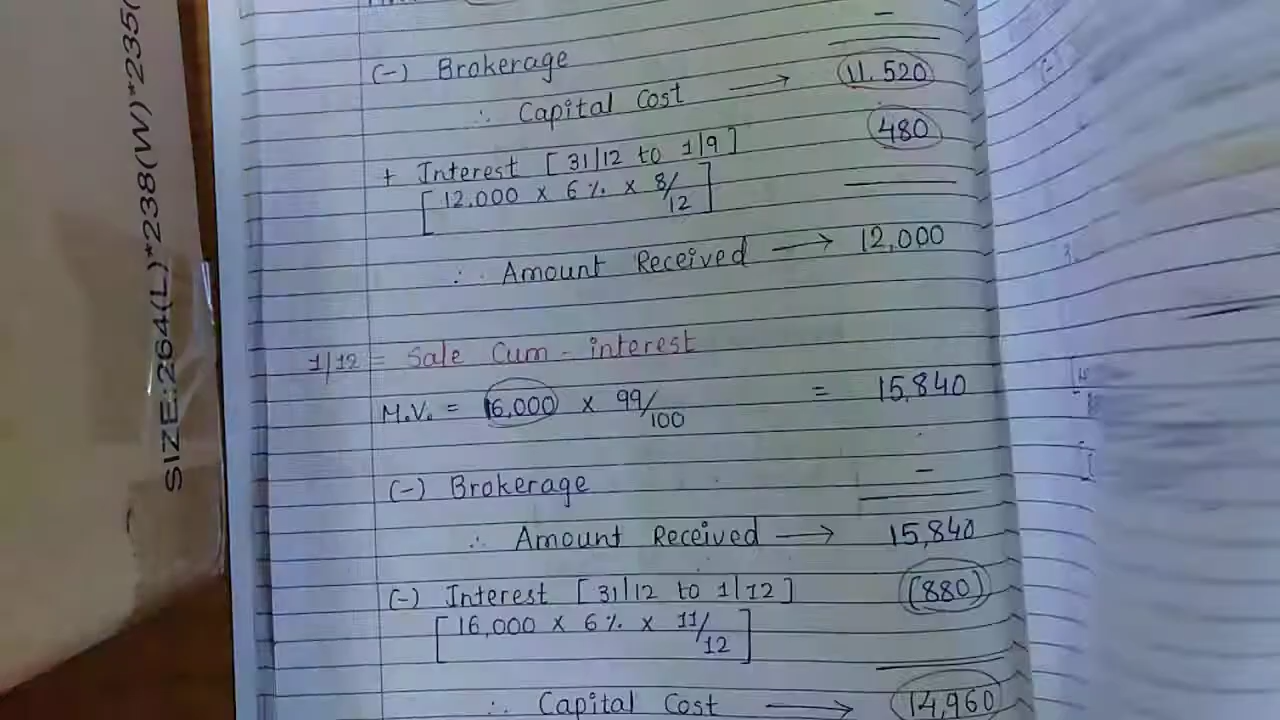 SIZE:264(L)*238(W)*235(
(-) Brokerage –
∴ Capital Cost → 11,520
+ Interest [31/12 to 1/9] 480
[12,000 x 6% x 8/12]
∴ Amount Received → 12,000
1/12 = Sale Cum - interest
M.V. = 16,000 x 99/100 = 15,840
(-) Brokerage –
∴ Amount Received → 15,840
(-) Interest [31/12 to 1/12] (880)
[16,000 x 6% x 11/12]
∴ Capital Cost → 14,960